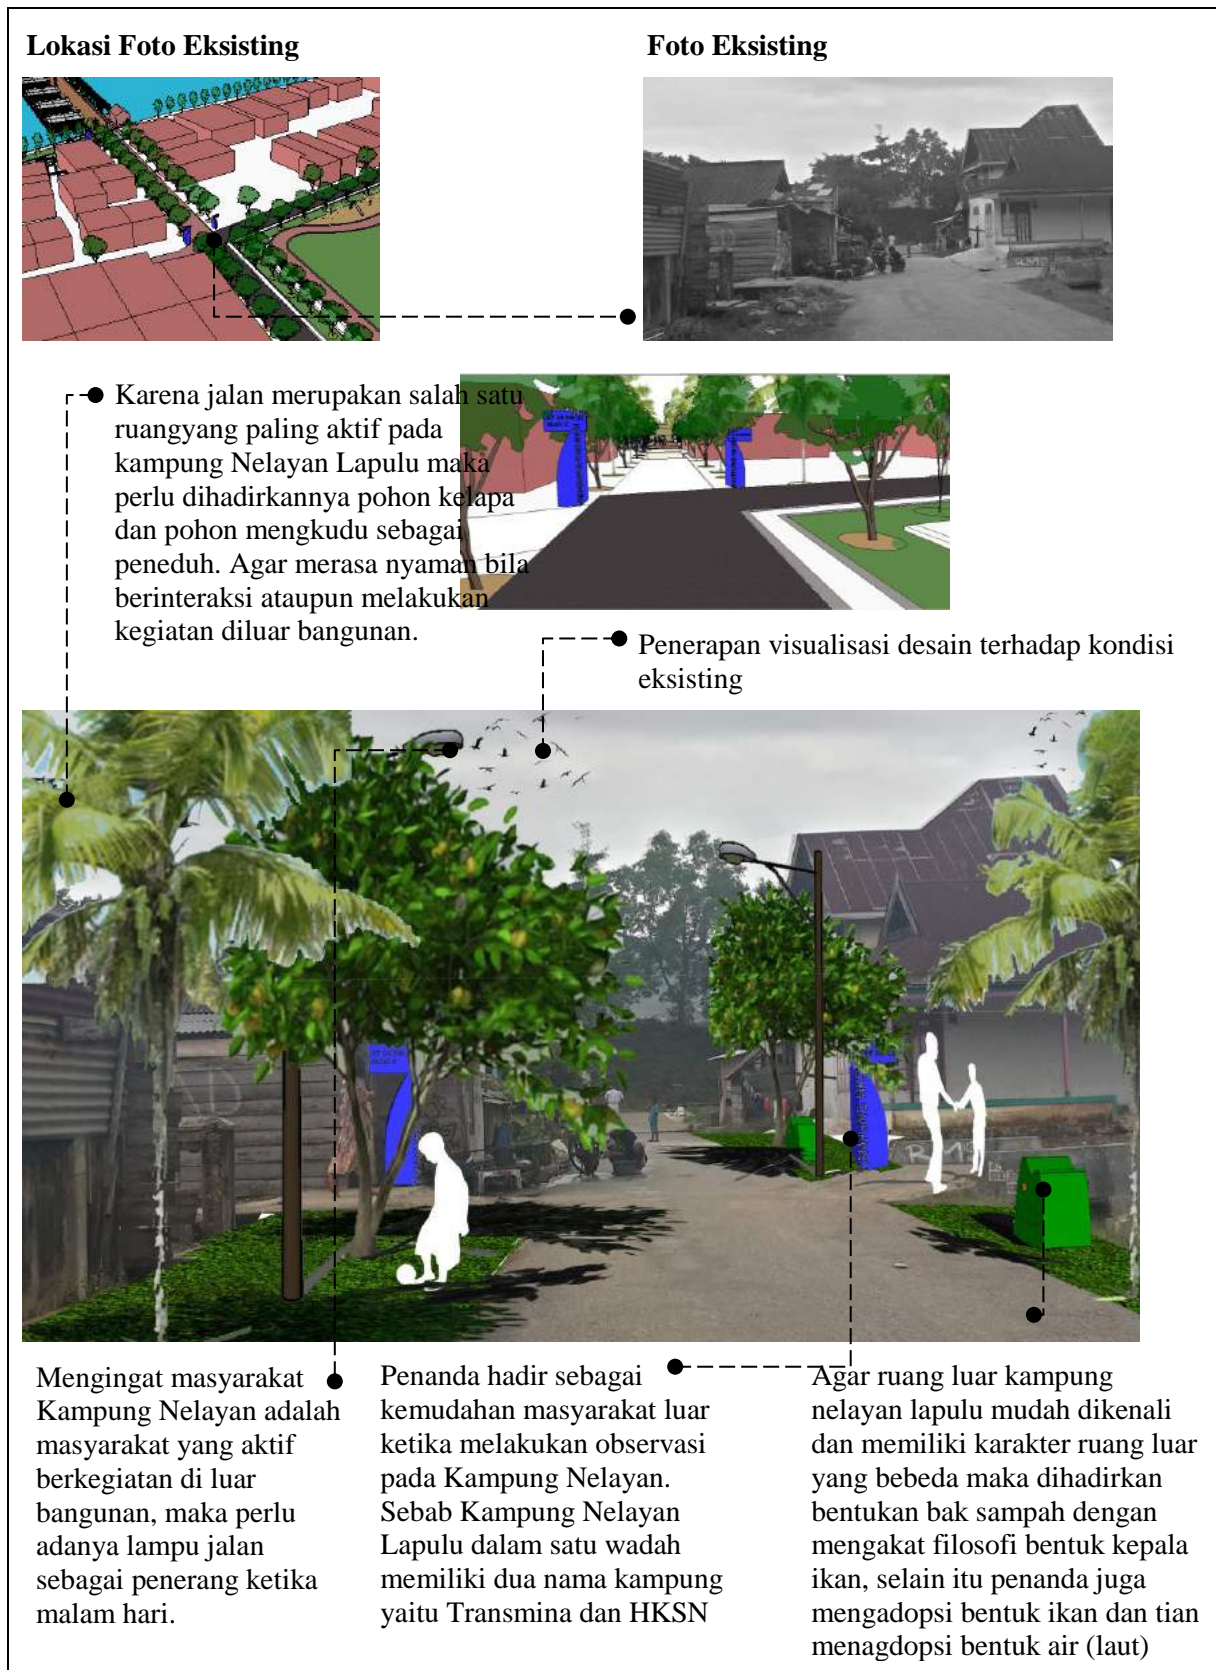 Lokasi Foto Eksisting
Foto Eksisting
Karena jalan merupakan salah satu
ruangyang paling aktif pada
kampung Nelayan Lapulu maka
perlu dihadirkannya pohon kelapa
dan pohon mengkudu sebagai
peneduh. Agar merasa nyaman bila
berinteraksi ataupun melakukan
kegiatan diluar bangunan.
Penerapan visualisasi desain terhadap kondisi
eksisting
Mengingat masyarakat
Kampung Nelayan adalah
masyarakat yang aktif
berkegiatan di luar
bangunan, maka perlu
adanya lampu jalan
sebagai penerang ketika
malam hari.
Penanda hadir sebagai
kemudahan masyarakat luar
ketika melakukan observasi
pada Kampung Nelayan.
Sebab Kampung Nelayan
Lapulu dalam satu wadah
memiliki dua nama kampung
yaitu Transmina dan HKSN
Agar ruang luar kampung
nelayan lapulu mudah dikenali
dan memiliki karakter ruang luar
yang bebeda maka dihadirkan
bentukan bak sampah dengan
mengakat filosofi bentuk kepala
ikan, selain itu penanda juga
mengadopsi bentuk ikan dan tian
menagdopsi bentuk air (laut)